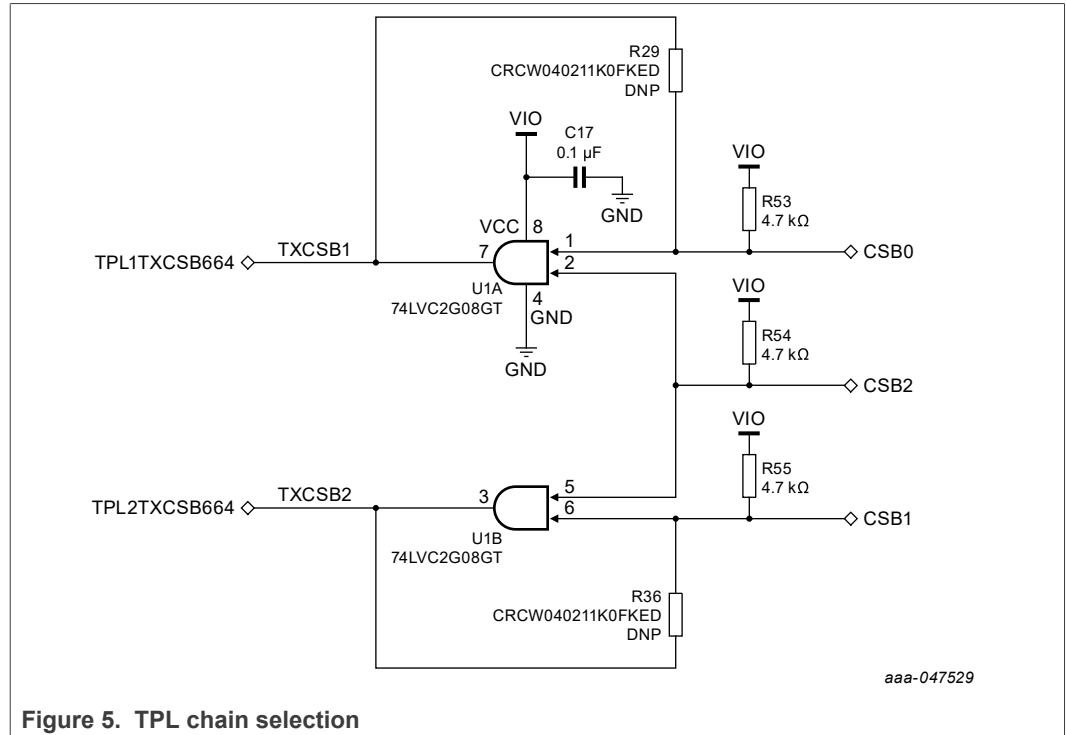 R29
CRCW040211K0FKED
DNP
VIO
C17
0.1 µF
GND
VIO
R53
4.7 kΩ
VCC 8
1
TPL1TXCSB664
TXCSB1
7
CSB0
2
U1A
74LVC2G08GT
4
GND
GND
VIO
R54
4.7 kΩ
CSB2
VIO
R55
4.7 kΩ
TPL2TXCSB664
TXCSB2
3
5
6
CSB1
U1B
74LVC2G08GT
R36
CRCW040211K0FKED
DNP
aaa-047529
Figure 5. TPL chain selection